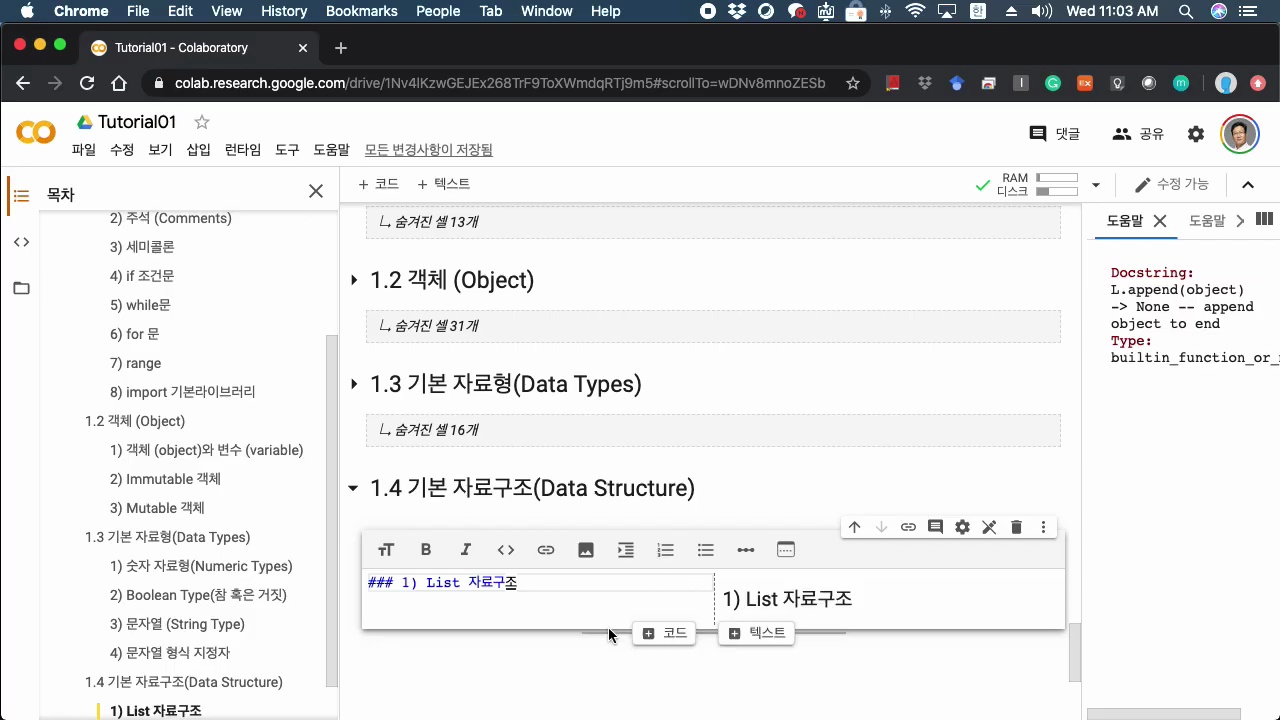 Chrome File Edit View History Bookmarks People Tab Window Help
한 Wed 11:03 AM
Tutorial01 - Colaboratory
colab.research.google.com/drive/1Nv4lKzwGEJEx268TrF9ToXWmdqRTj9m5#scrollTo=wDNv8mnoZESb
Tutorial01
파일 수정 보기 삽입 런타임 도구 도움말 모든 변경사항이 저장됨
댓글 공유
+ 코드 + 텍스트
RAM
디스크
수정 가능
목차
2) 주석 (Comments)
3) 세미콜론
4) if 조건문
5) while문
6) for 문
7) range
8) import 기본라이브러리
1.2 객체 (Object)
1) 객체 (object)와 변수 (variable)
2) Immutable 객체
3) Mutable 객체
1.3 기본 자료형(Data Types)
1) 숫자 자료형(Numeric Types)
2) Boolean Type(참 혹은 거짓)
3) 문자열 (String Type)
4) 문자열 형식 지정자
1.4 기본 자료구조(Data Structure)
1) List 자료구조
숨겨진 셀 13개
1.2 객체 (Object)
숨겨진 셀 31개
1.3 기본 자료형(Data Types)
숨겨진 셀 16개
1.4 기본 자료구조(Data Structure)
### 1) List 자료구조
1) List 자료구조
코드 텍스트
도움말 도움말
Docstring:
L.append(object)
-> None -- append
object to end
Type:
builtin_function_or_